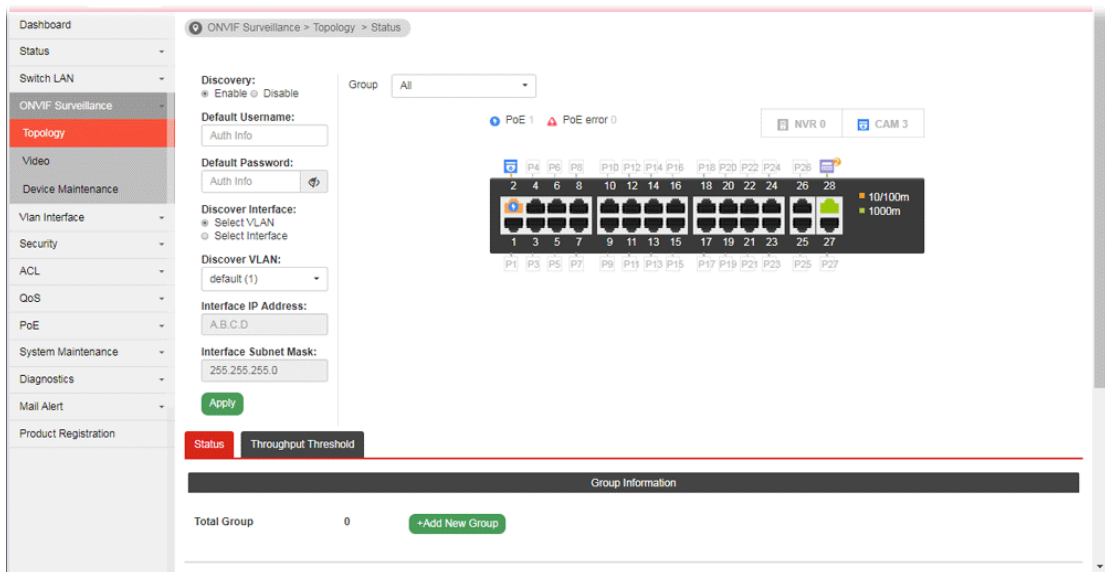 Dashboard
Status
Switch LAN
ONVIF Surveillance
Topology
Video
Device Maintenance
Vlan Interface
Security
ACL
QoS
PoE
System Maintenance
Diagnostics
Mail Alert
Product Registration
ONVIF Surveillance > Topology > Status
Discovery:
Enable Disable
Default Username:
Auth Info
Default Password:
Auth Info
Discover Interface:
Select VLAN
Select Interface
Discover VLAN:
default (1)
Interface IP Address:
A.B.C.D
Interface Subnet Mask:
255.255.255.0
Apply
Group All
PoE 1 PoE error 0
NVR 0 CAM 3
P4 P6 P8 P10 P12 P14 P16 P18 P20 P22 P24 P26
2 4 6 8 10 12 14 16 18 20 22 24 26 28
10/100m
1000m
1 3 5 7 9 11 13 15 17 19 21 23 25 27
P1 P3 P5 P7 P9 P11 P13 P15 P17 P19 P21 P23 P25 P27
Status Throughput Threshold
Group Information
Total Group 0 +Add New Group